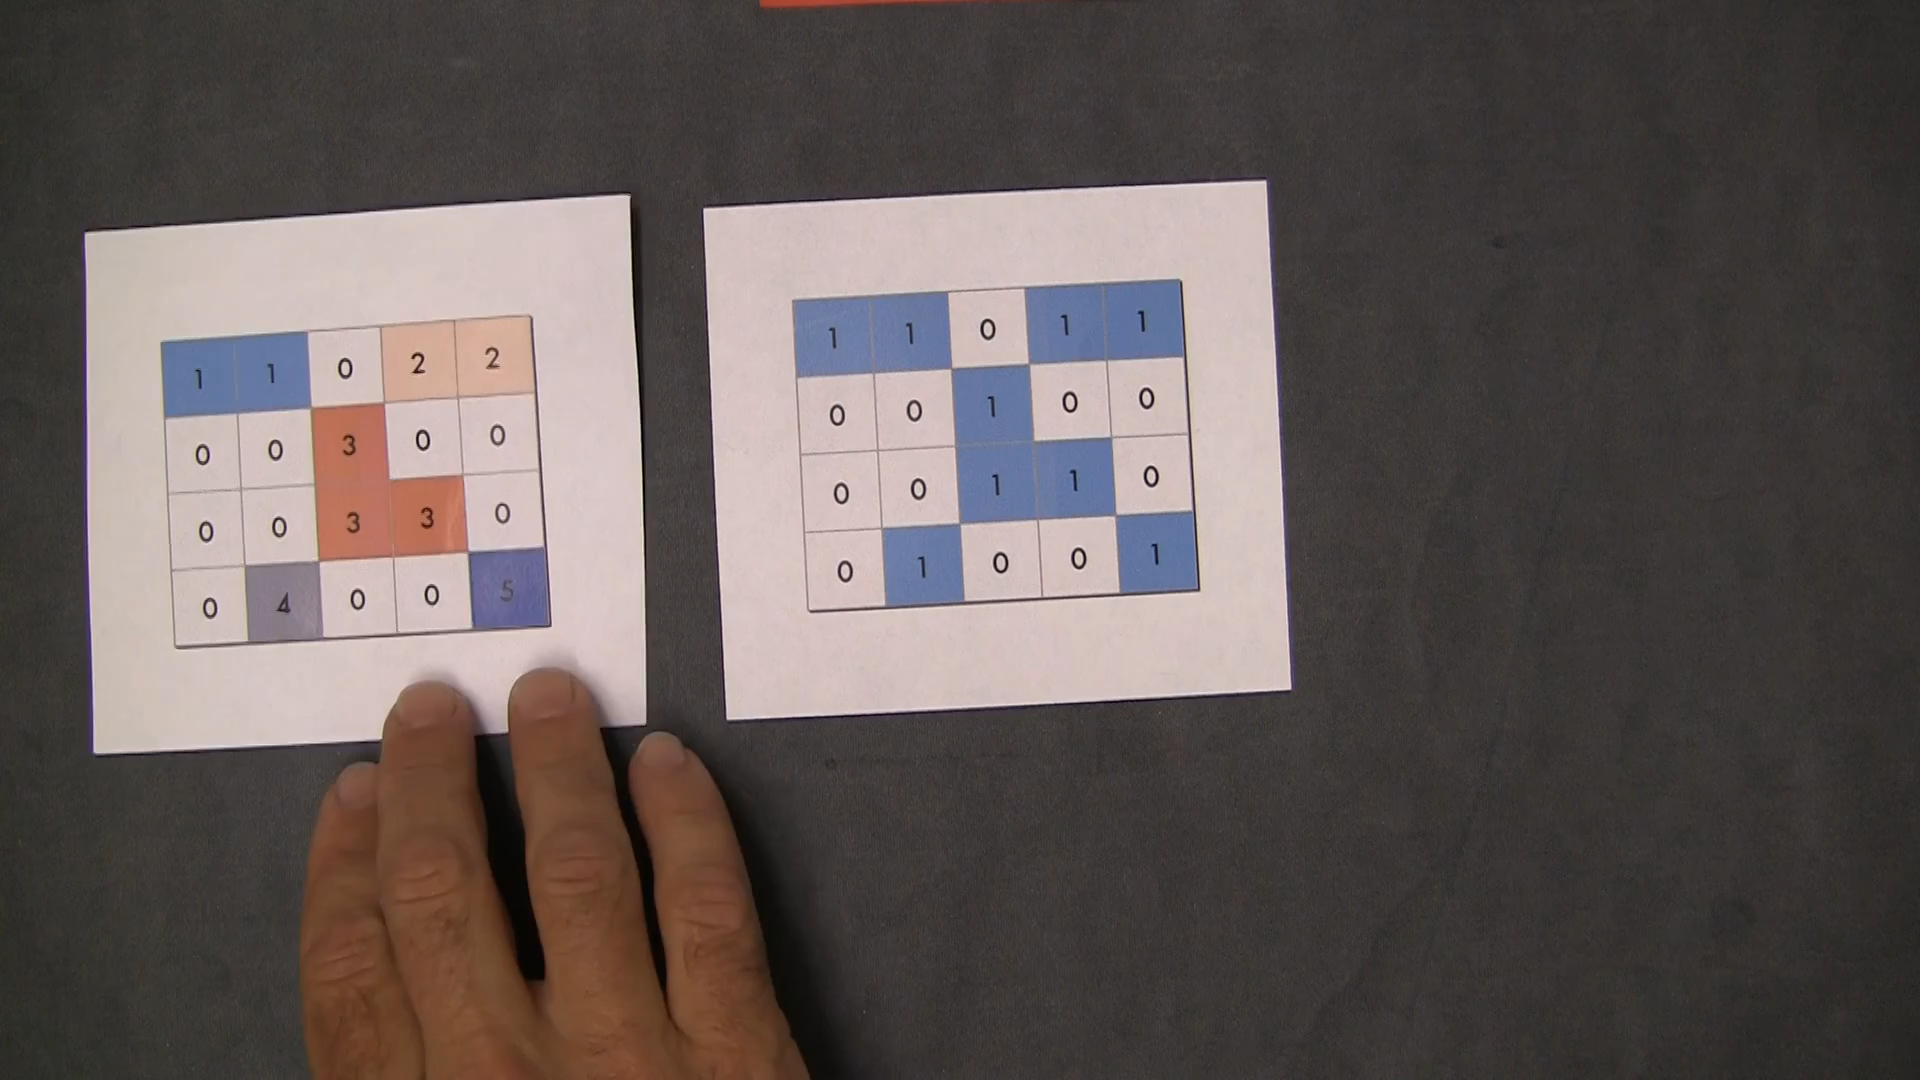 1 1 0 2 2
0 0 3 0 0
0 0 3 3 0
0 4 0 0 5
1 1 0 1 1
0 0 1 0 0
0 0 1 1 0
0 1 0 0 1